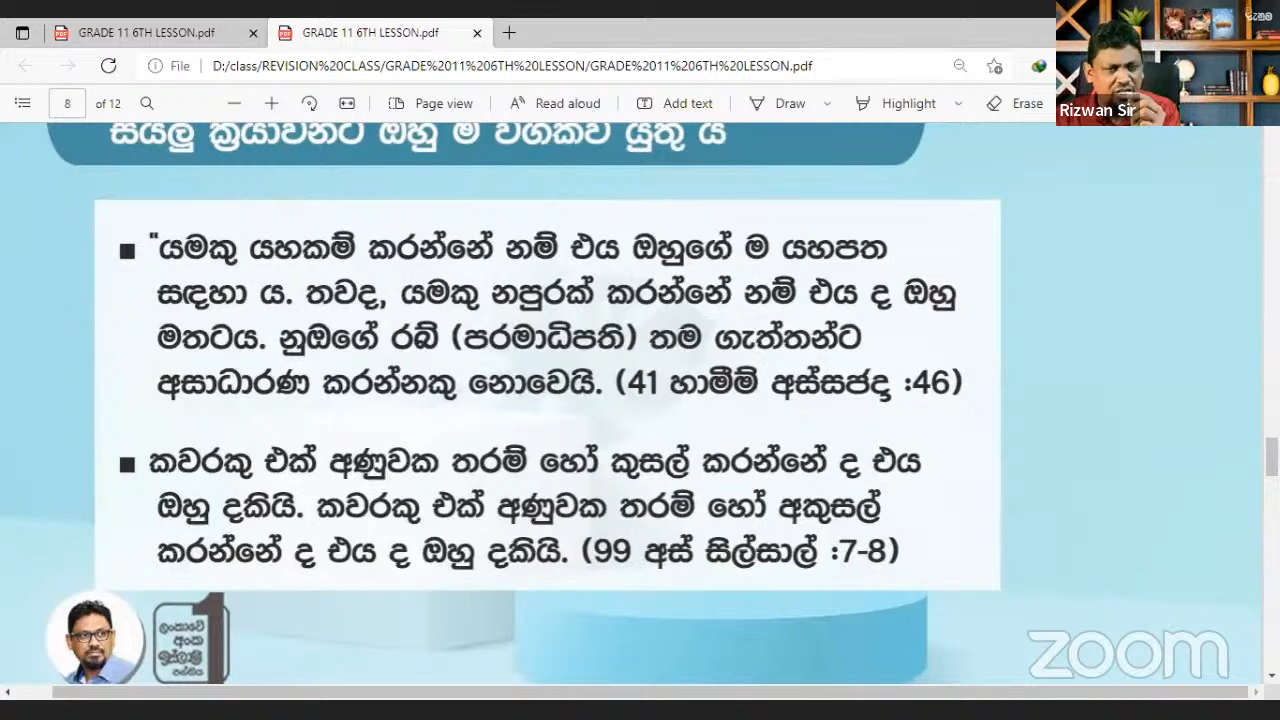 GRADE 11 6TH LESSON.pdf
GRADE 11 6TH LESSON.pdf
File D:/class/REVISION%20CLASS/GRADE%2011%206TH%20LESSON/GRADE%2011%206TH%20LESSON.pdf
8 of 12 Page view Read aloud Add text Draw Highlight Erase
Rizwan Sir
සියලු ක්‍රියාවනට ඔහු ම වගකිව යුතු ය
"යමකු යහකම් කරන්නේ නම් එය ඔහුගේ ම යහපත
සඳහා ය. තවද, යමකු නපුරක් කරන්නේ නම් එය ද ඔහු
මතටය. නුඔගේ රබ් (පරමාධිපති) තම ගැත්තන්ට
අසාධාරණ කරන්නකු නොවෙයි. (41 හාමීම් අස්සජදා :46)
කවරකු එක් අණුවක තරම් හෝ කුසල් කරන්නේ ද එය
ඔහු දකියි. කවරකු එක් අණුවක තරම් හෝ අකුසල්
කරන්නේ ද එය ද ඔහු දකියි. (99 අස් සිල්සාල් :7-8)
ලංකාවේ
අංක 1
ඉස්ලාම්
පන්තිය
zoom